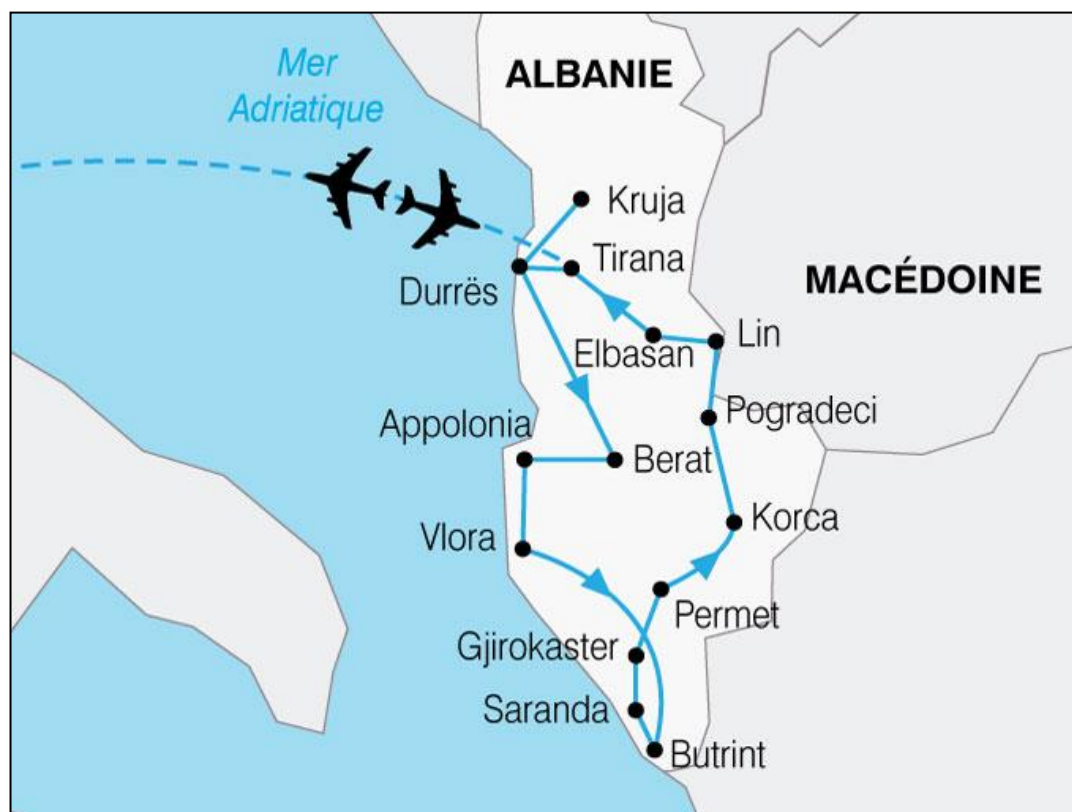 Mer
Adriatique
ALBANIE
Kruja
Tirana
Durrës
MACÉDOINE
Lin
Elbasan
Pogradeci
Appolonia
Berat
Korca
Vlora
Permet
Gjirokaster
Saranda
Butrint